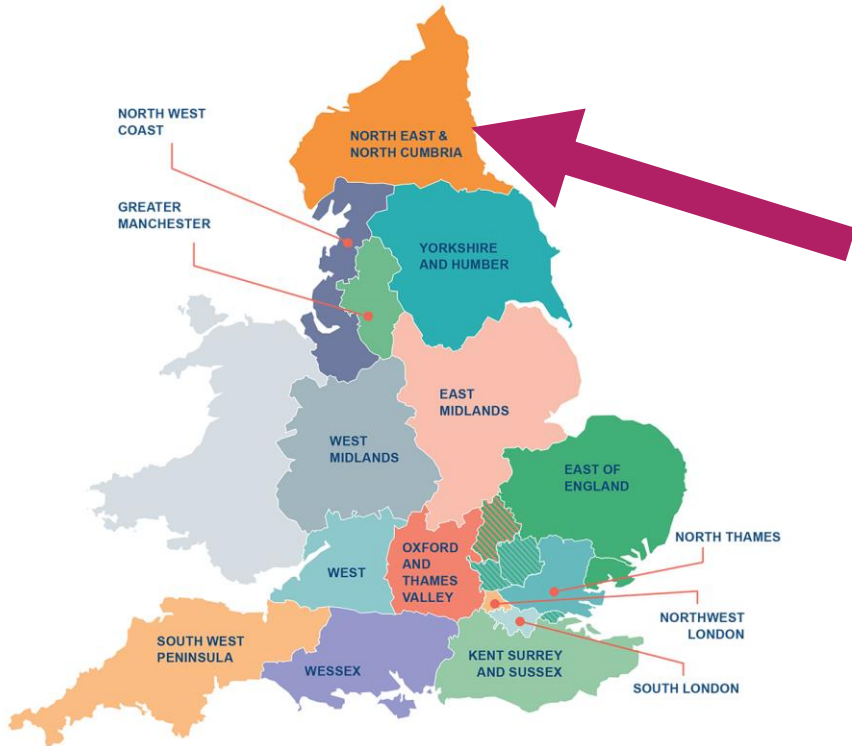 NORTH WEST
COAST
NORTH EAST &
NORTH CUMBRIA
GREATER
MANCHESTER
YORKSHIRE
AND HUMBER
EAST
MIDLANDS
WEST
MIDLANDS
EAST OF
ENGLAND
NORTH THAMES
OXFORD
AND
THAMES
VALLEY
WEST
NORTHWEST
LONDON
SOUTH WEST
PENINSULA
WESSEX
KENT SURREY
AND SUSSEX
SOUTH LONDON